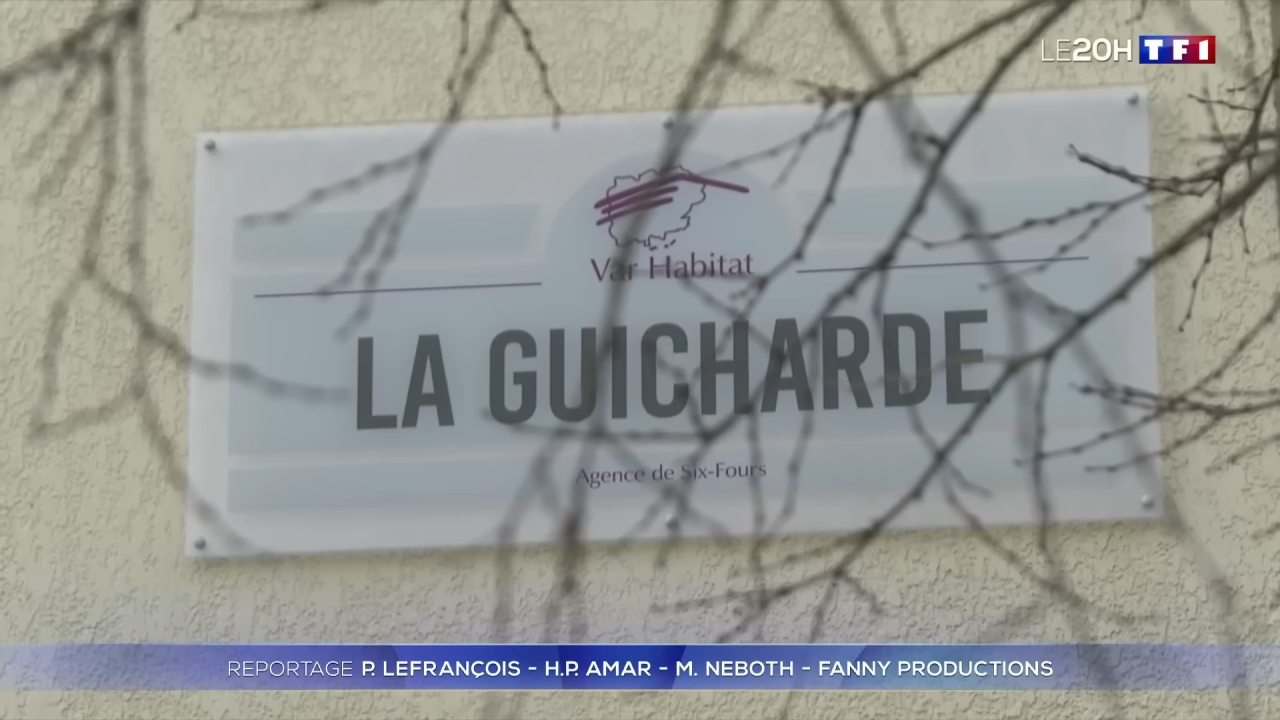 LE20H TF1
Var Habitat
LA GUICHARDE
Agence de Six-Fours
REPORTAGE P. LEFRANÇOIS - H.P. AMAR - M. NEBOTH - FANNY PRODUCTIONS